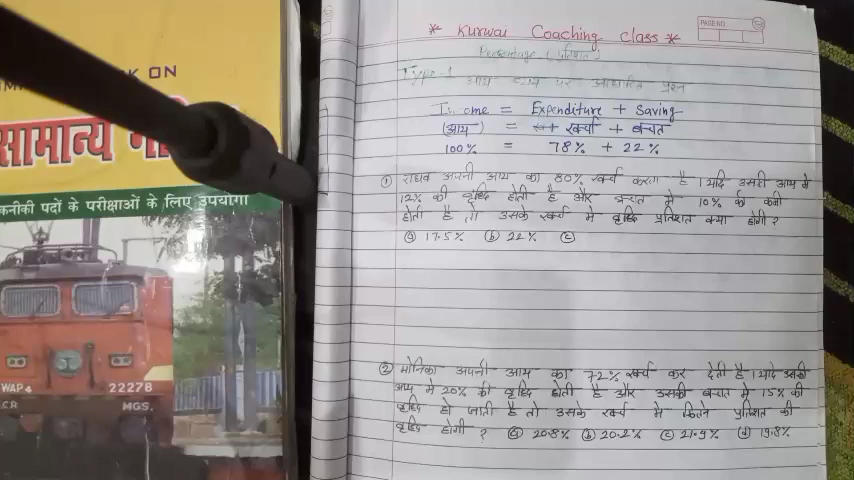 ON
सामान्य
कनीकी पदों के परीक्षाओं के लिए उपयोगी
WAP4
22278
CR
MGS.
PAGE NO
* Kurwai Coaching class *
Percentage (प्रतिशत)
Type-1 आय व्यय पर आधारित प्रश्न
Income = Expenditure + Saving
(आय) = खर्चा + बचत
100% = 78% + 22%
① राघव अपनी आय का 80% खर्च करता है । यदि उसकी आय मे
12% की वृद्धि होती है और बचत मे 10% की कमी
होती है तो उसके खर्च मे वृद्धि प्रतिशत क्या होगी ?
ⓐ 17.5% ⓑ 22% ⓒ
② मोनिका अपनी आय का 72% खर्च कर देती है । यदि उसकी
आय मे 20% की वृद्धि होती है और उसकी बचत मे 15% की
वृद्धि हो जाती है तो उसके खर्च मे कितने प्रतिशत की
वृद्धि होगी ? ⓐ 20.8% ⓑ 20.2% ⓒ 21.9% ⓓ 19.8%